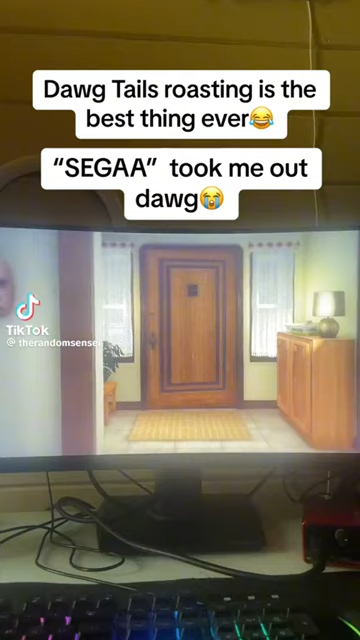 Dawg Tails roasting is the
best thing ever😂
“SEGAA” took me out
dawg😭
TikTok
@ therandomsense